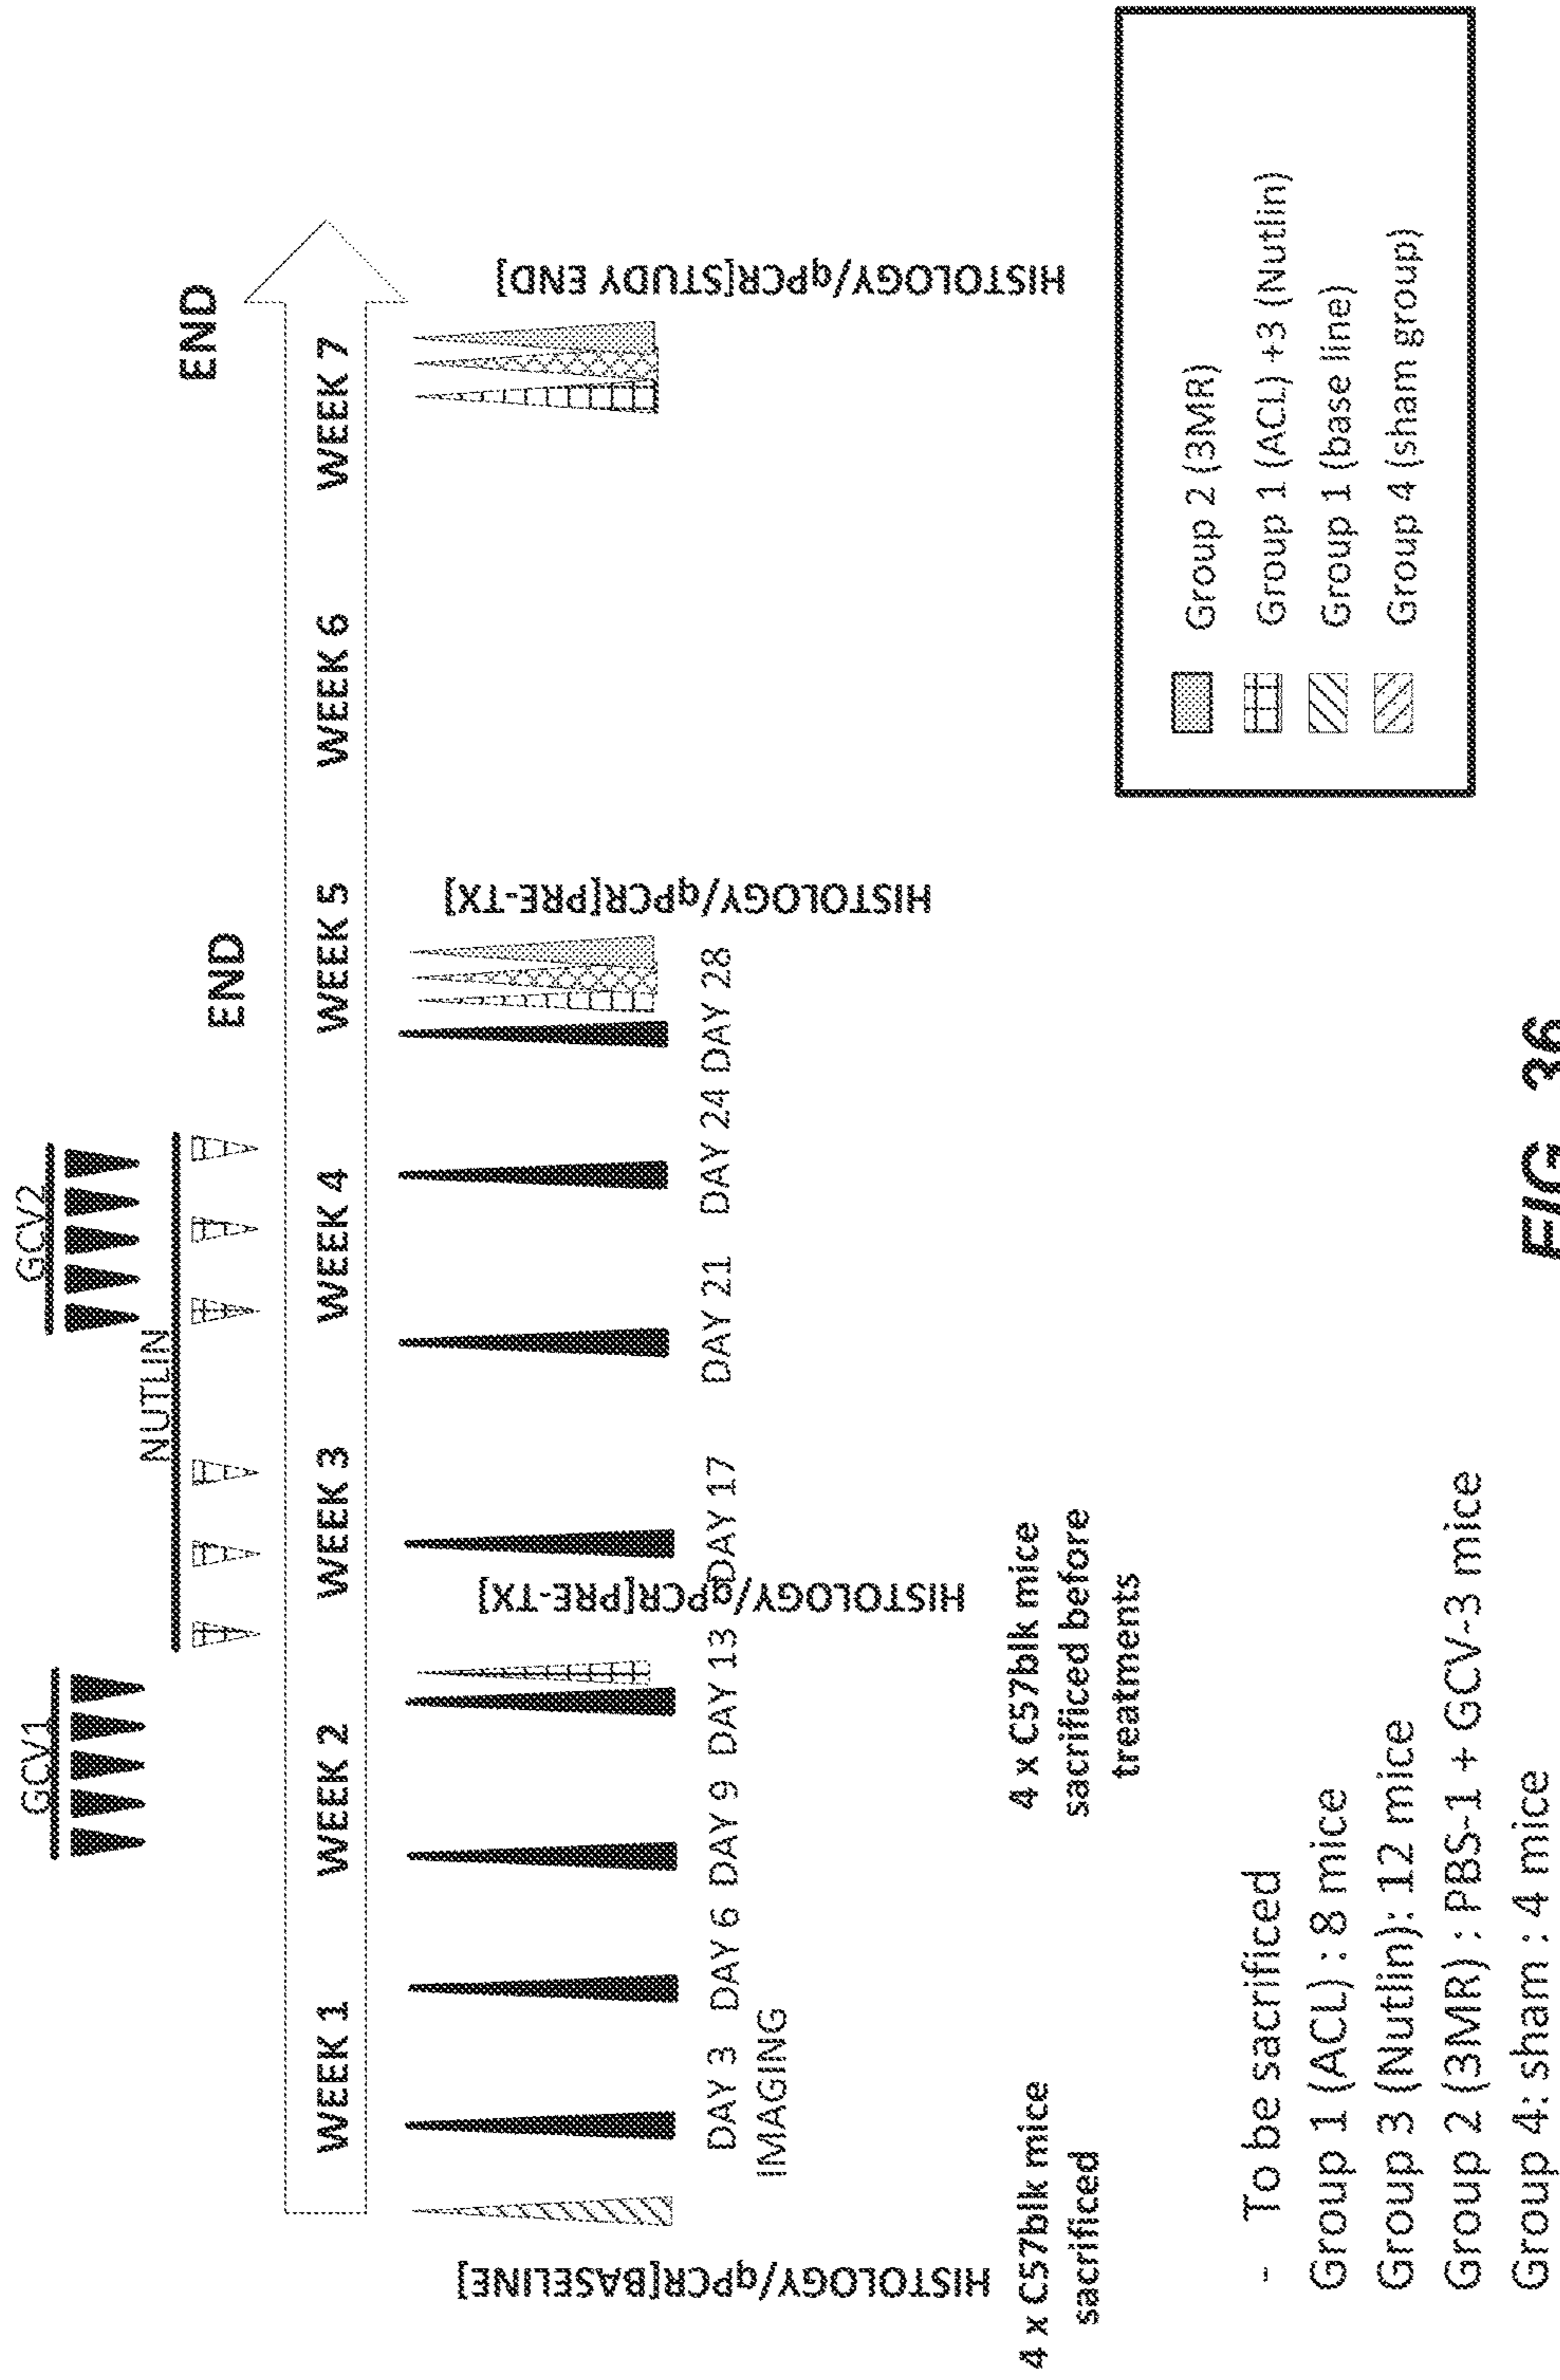 GCV1
GCV2
NUTLIN
END
END
WEEK 1
WEEK 2
WEEK 3
WEEK 4
WEEK 5
WEEK 6
WEEK 7
HISTOLOGY/qPCR[BASELINE]
DAY 3
DAY 6
DAY 9
DAY 13
DAY 17
DAY 21
DAY 24
DAY 28
IMAGING
HISTOLOGY/qPCR[PRE-TX]
HISTOLOGY/qPCR[PRE-TX]
HISTOLOGY/qPCR[STUDY END]
4 x C57blk mice
sacrificed
4 x C57blk mice
sacrificed before
treatments
- To be sacrificed
Group 1 (ACL) : 8 mice
Group 3 (Nutlin): 12 mice
Group 2 (3MR) : PBS-1 + GCV-3 mice
Group 4: sham : 4 mice
Group 2 (3MR)
Group 1 (ACL) +3 (Nutlin)
Group 1 (base line)
Group 4 (sham group)
FIG. 36